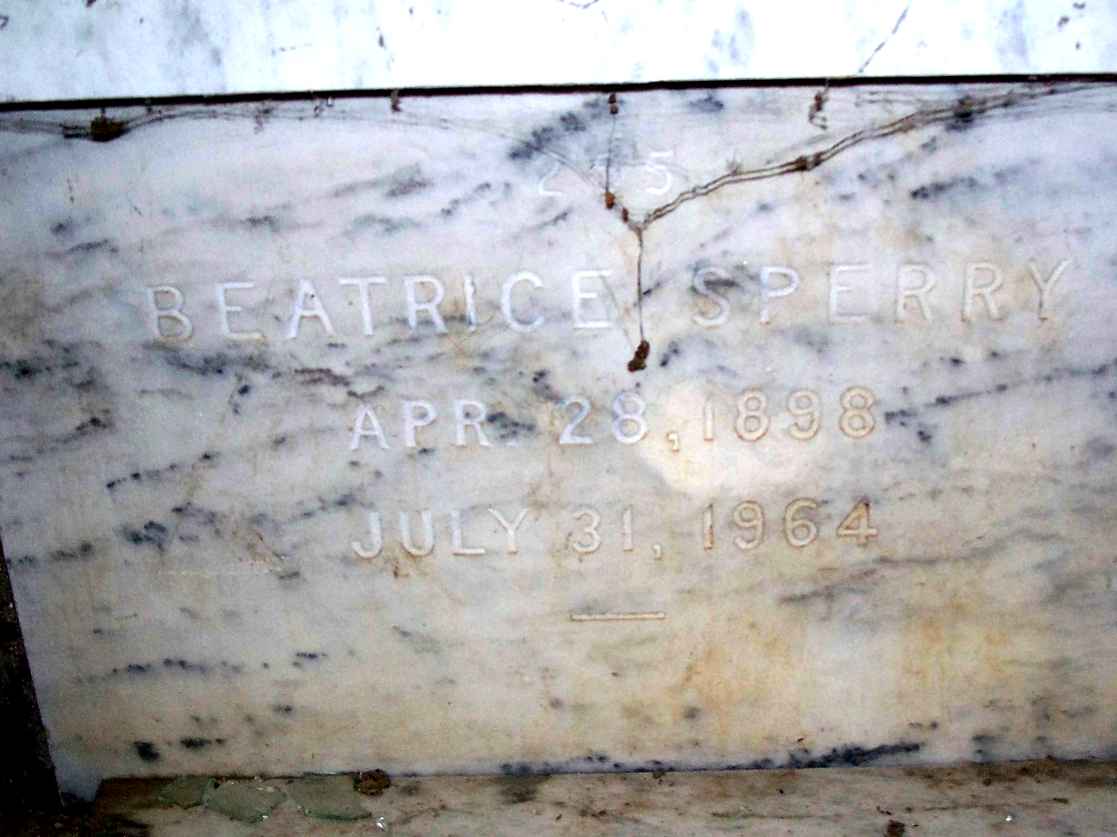 BEATRICE SPERRY
APR. 28, 1898
JULY 31, 1964